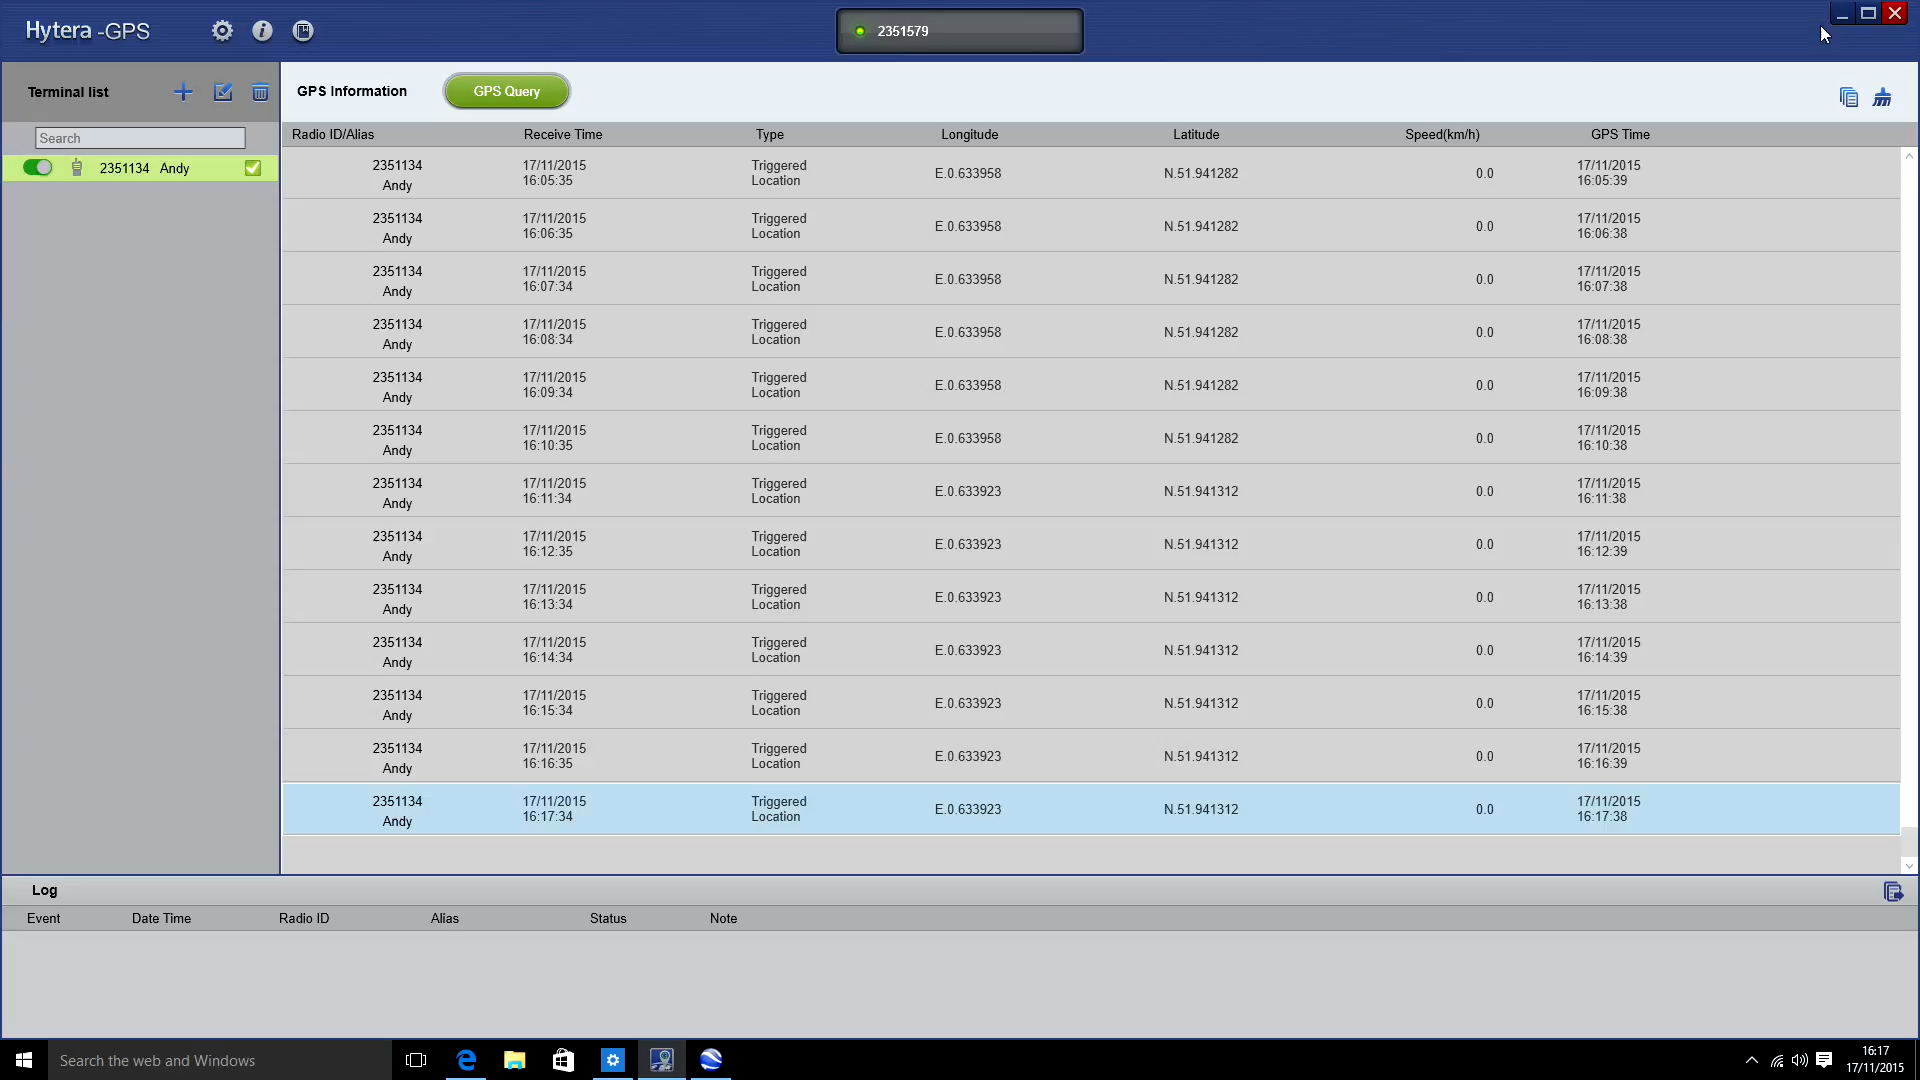 Hytera -GPS
2351579
Terminal list
GPS Information
GPS Query
Search
2351134 Andy
Radio ID/Alias Receive Time Type Longitude Latitude Speed(km/h) GPS Time
2351134 17/11/2015 Triggered E.0.633958 N.51.941282 0.0 17/11/2015
Andy 16:05:35 Location 16:05:39
2351134 17/11/2015 Triggered E.0.633958 N.51.941282 0.0 17/11/2015
Andy 16:06:35 Location 16:06:38
2351134 17/11/2015 Triggered E.0.633958 N.51.941282 0.0 17/11/2015
Andy 16:07:34 Location 16:07:38
2351134 17/11/2015 Triggered E.0.633958 N.51.941282 0.0 17/11/2015
Andy 16:08:34 Location 16:08:38
2351134 17/11/2015 Triggered E.0.633958 N.51.941282 0.0 17/11/2015
Andy 16:09:34 Location 16:09:38
2351134 17/11/2015 Triggered E.0.633958 N.51.941282 0.0 17/11/2015
Andy 16:10:35 Location 16:10:38
2351134 17/11/2015 Triggered E.0.633923 N.51.941312 0.0 17/11/2015
Andy 16:11:34 Location 16:11:38
2351134 17/11/2015 Triggered E.0.633923 N.51.941312 0.0 17/11/2015
Andy 16:12:35 Location 16:12:39
2351134 17/11/2015 Triggered E.0.633923 N.51.941312 0.0 17/11/2015
Andy 16:13:34 Location 16:13:38
2351134 17/11/2015 Triggered E.0.633923 N.51.941312 0.0 17/11/2015
Andy 16:14:34 Location 16:14:39
2351134 17/11/2015 Triggered E.0.633923 N.51.941312 0.0 17/11/2015
Andy 16:15:34 Location 16:15:38
2351134 17/11/2015 Triggered E.0.633923 N.51.941312 0.0 17/11/2015
Andy 16:16:35 Location 16:16:39
2351134 17/11/2015 Triggered E.0.633923 N.51.941312 0.0 17/11/2015
Andy 16:17:34 Location 16:17:38
Log
Event Date Time Radio ID Alias Status Note
Search the web and Windows
16:17
17/11/2015